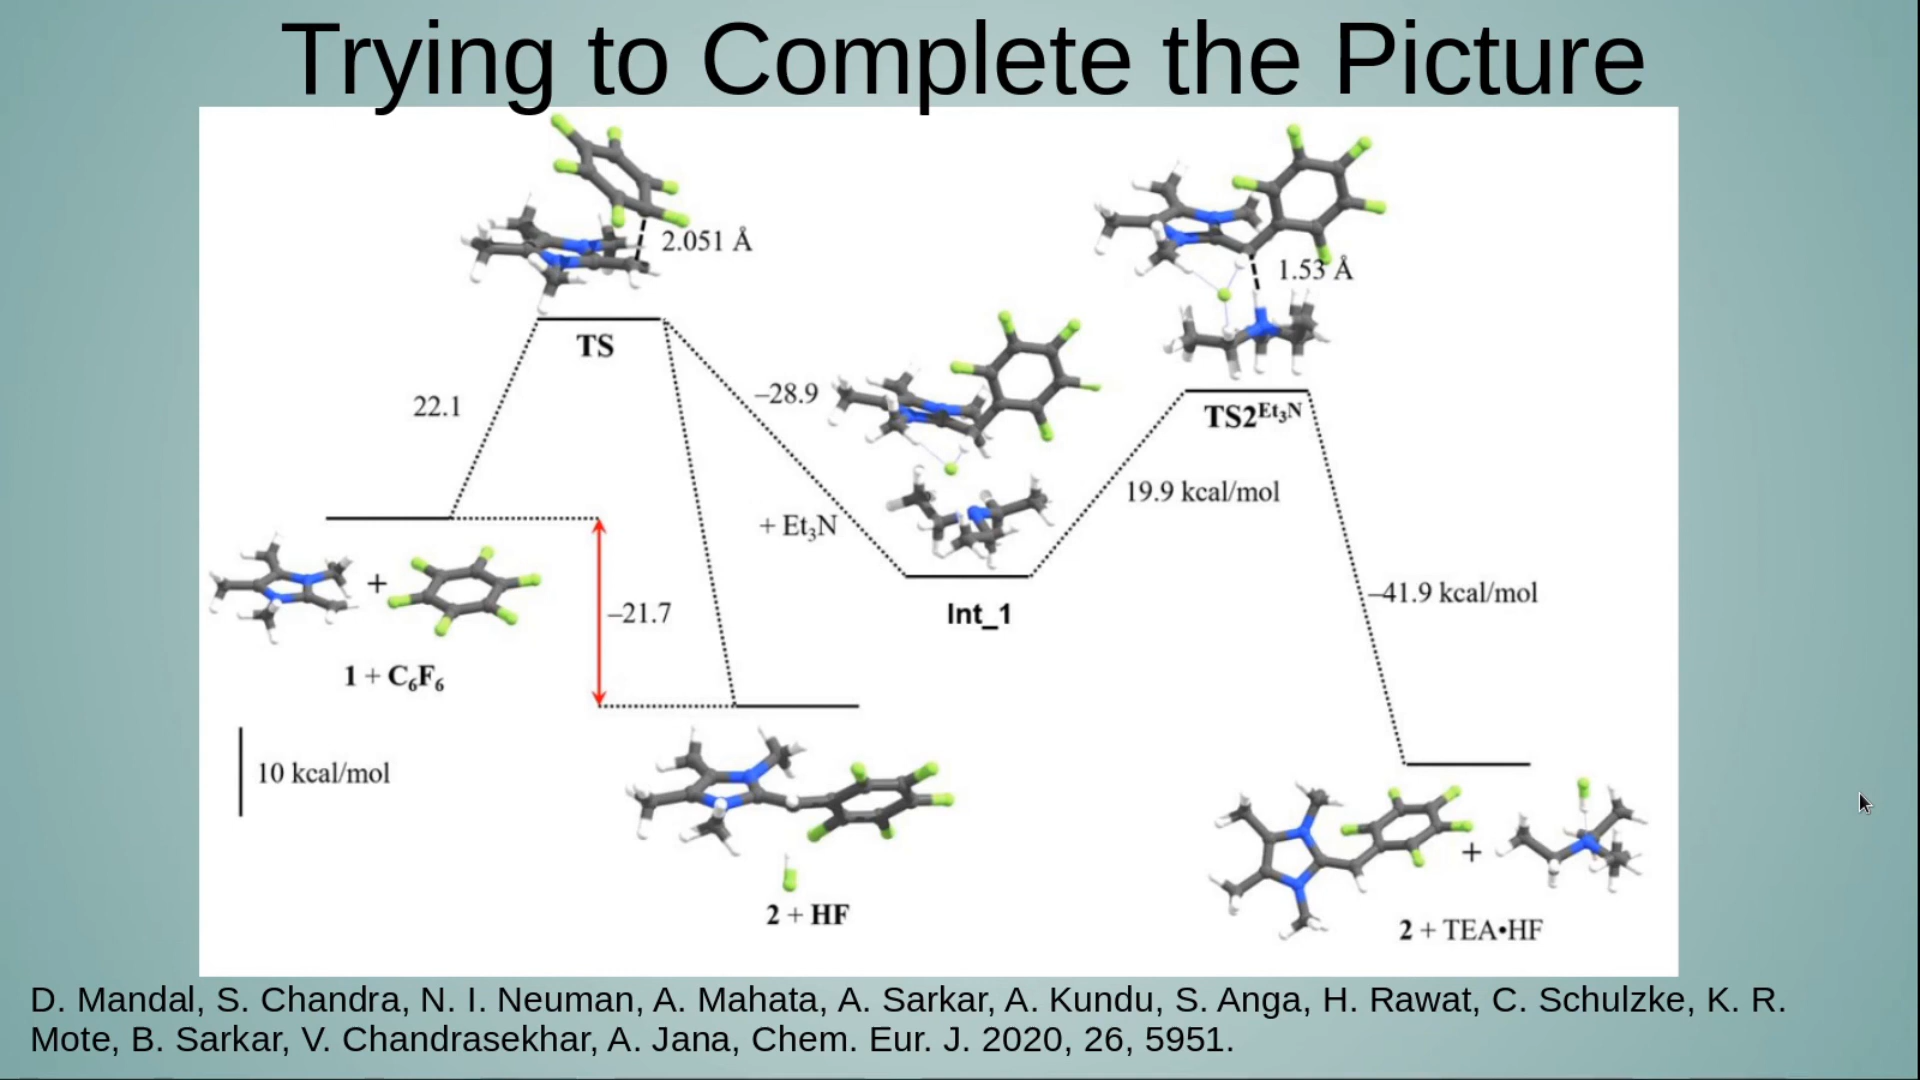 Trying to Complete the Picture
2.051 Å
1.53 Å
TS
–28.9
TS2Et₃N
22.1
19.9 kcal/mol
+ Et₃N
–41.9 kcal/mol
+
–21.7
Int_1
1 + C₆F₆
10 kcal/mol
+
2 + HF
2 + TEA•HF
D. Mandal, S. Chandra, N. I. Neuman, A. Mahata, A. Sarkar, A. Kundu, S. Anga, H. Rawat, C. Schulzke, K. R.
Mote, B. Sarkar, V. Chandrasekhar, A. Jana, Chem. Eur. J. 2020, 26, 5951.